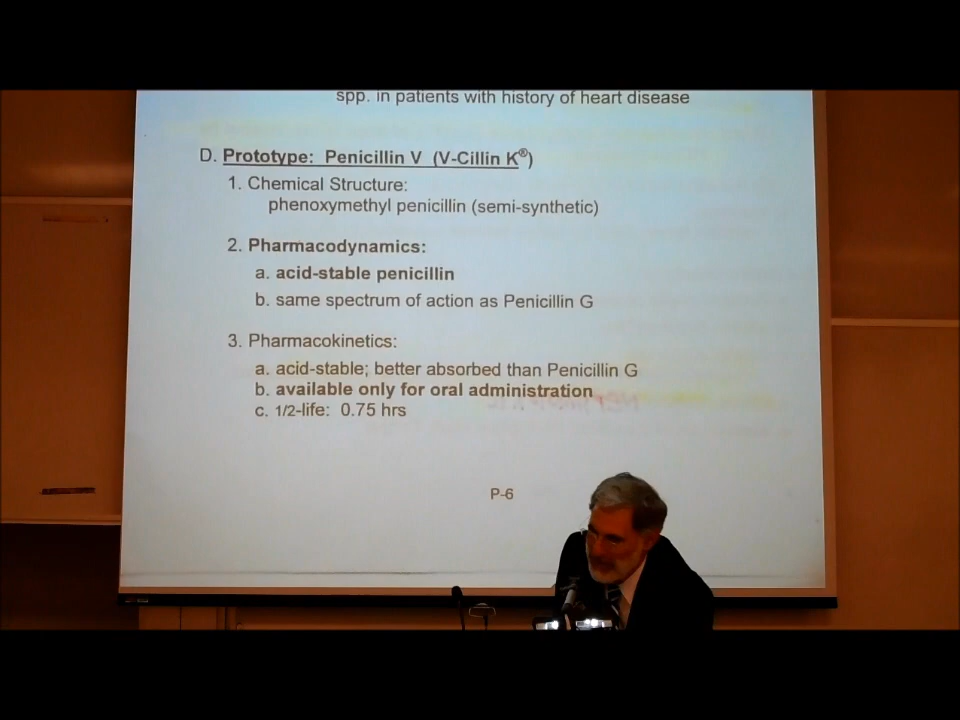 spp. in patients with history of heart disease
D. Prototype: Penicillin V (V-Cillin K®)
1. Chemical Structure:
phenoxymethyl penicillin (semi-synthetic)
2. Pharmacodynamics:
a. acid-stable penicillin
b. same spectrum of action as Penicillin G
3. Pharmacokinetics:
a. acid-stable; better absorbed than Penicillin G
b. available only for oral administration
c. 1/2-life: 0.75 hrs
P-6